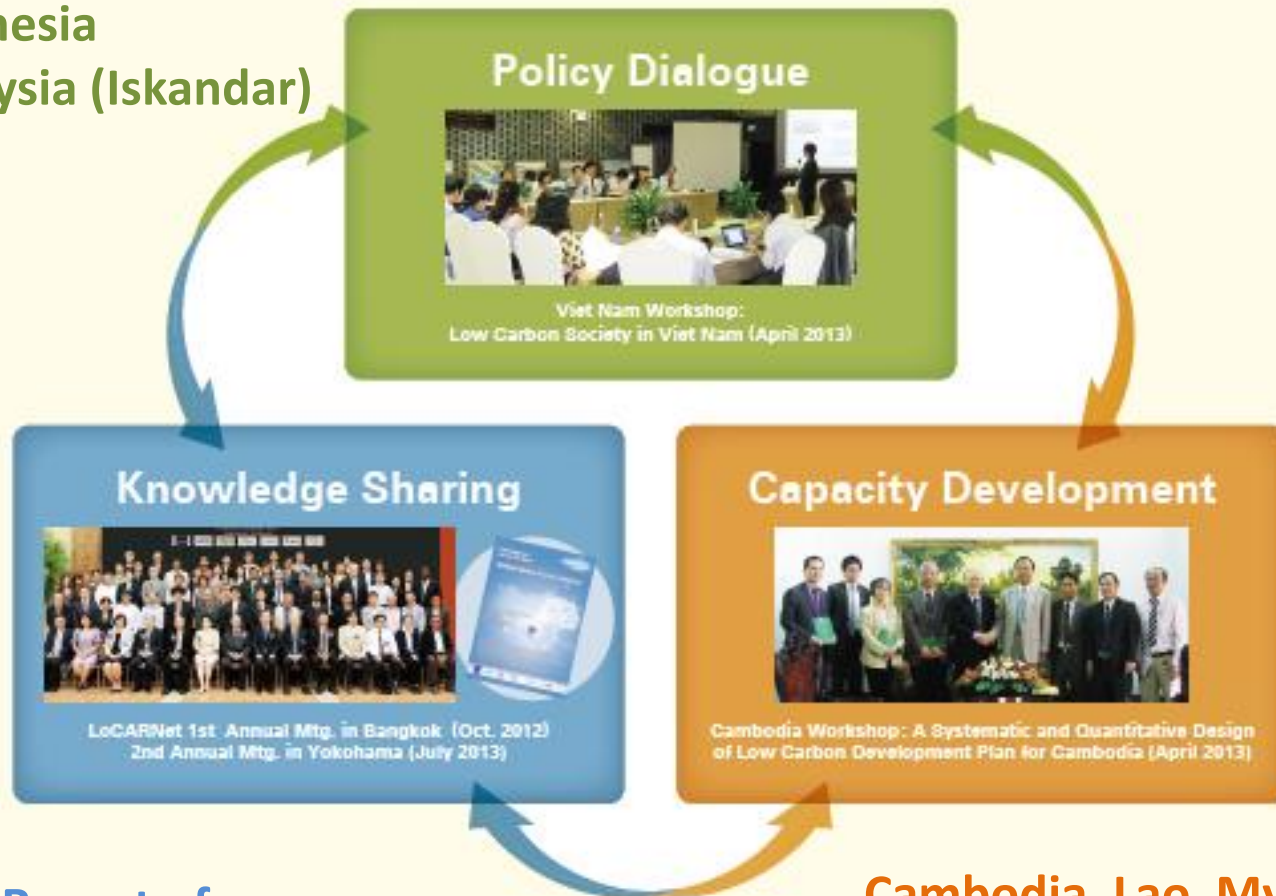 nesia
ysia (Iskandar)
Policy Dialogue
Viet Nam Workshop:
Low Carbon Society in Viet Nam (April 2013)
Knowledge Sharing
LoCARNet 1st Annual Mtg. in Bangkok (Oct. 2012)
2nd Annual Mtg. in Yokohama (July 2013)
Capacity Development
Cambodia Workshop: A Systematic and Quantitative Design
of Low Carbon Development Plan for Cambodia (April 2013)
Cambodia, Lao, My